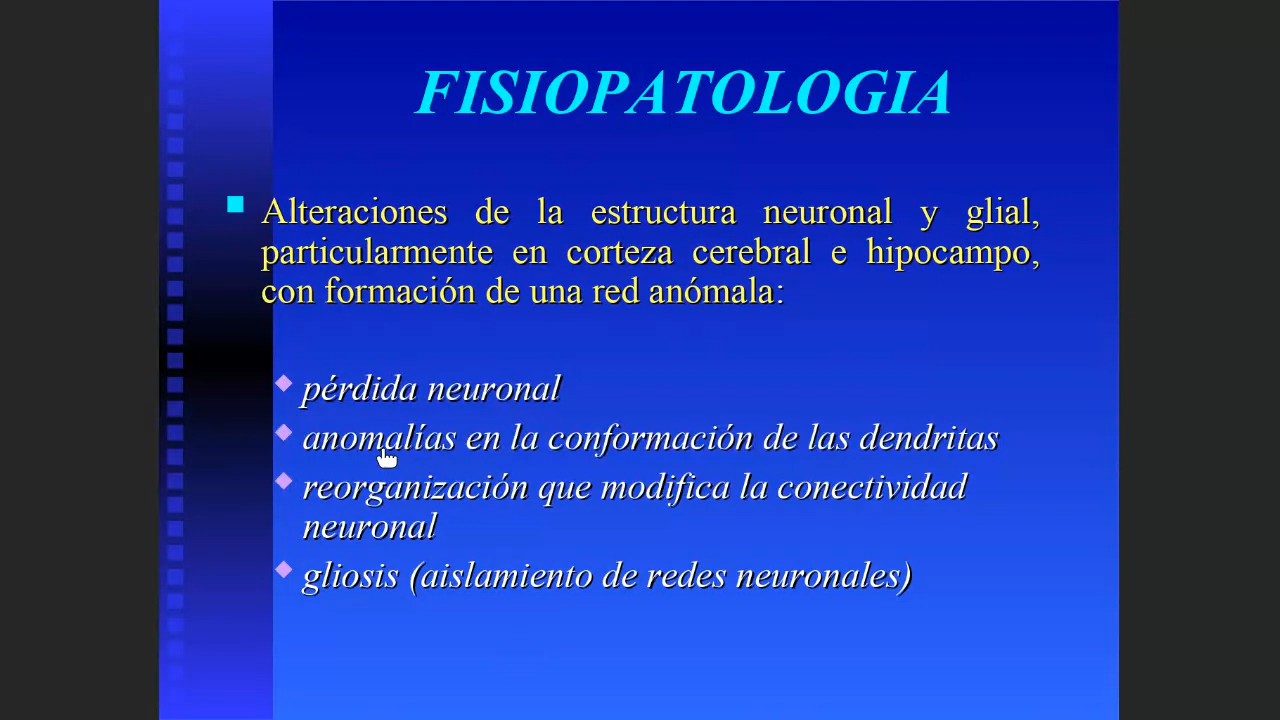 FISIOPATOLOGIA
Alteraciones de la estructura neuronal y glial,
particularmente en corteza cerebral e hipocampo,
con formación de una red anómala:
pérdida neuronal
anomalías en la conformación de las dendritas
reorganización que modifica la conectividad
neuronal
gliosis (aislamiento de redes neuronales)